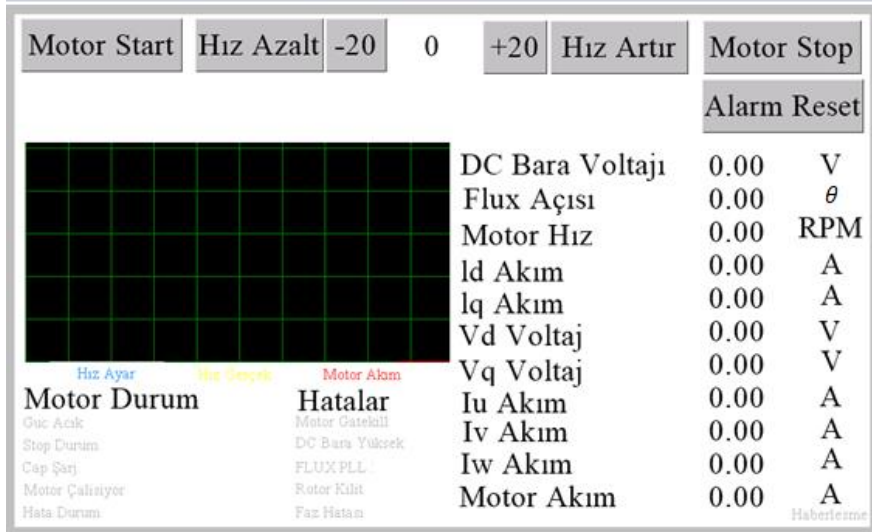 Motor Start Hız Azalt -20 0 +20 Hız Artır Motor Stop
Alarm Reset
DC Bara Voltajı 0.00 V
Flux Açısı 0.00 θ
Motor Hız 0.00 RPM
ld Akım 0.00 A
lq Akım 0.00 A
Vd Voltaj 0.00 V
Vq Voltaj 0.00 V
Iu Akım 0.00 A
Iv Akım 0.00 A
Iw Akım 0.00 A
Motor Akım 0.00 A
Hız Ayar Hız Gerçek Motor Akım
Motor Durum
Guc Acık
Stop Durum
Cap Şarj
Motor Çalisiyor
Hata Durum
Hatalar
Motor Gatekill
DC Bara Yüksek
FLUX PLL :
Rotor Kilit
Faz Hatası
Haberlesme